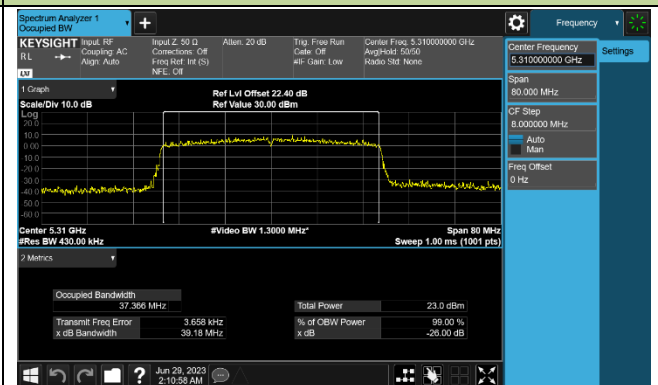 Spectrum Analyzer 1
Occupied BW
Frequency
KEYSIGHT
RL
Input: RF
Coupling: AC
Align: Auto
Input Z: 50 Ω
Corrections: Off
Freq Ref: Int (S)
NFE: Off
Atten: 20 dB
Trig: Free Run
Gate: Off
#IF Gain: Low
Center Freq: 5.310000000 GHz
Avg|Hold: 50/50
Radio Std: None
Center Frequency
5.310000000 GHz
Settings
Span
80.000 MHz
CF Step
8.000000 MHz
Auto
Man
Freq Offset
0 Hz
1 Graph
Scale/Div 10.0 dB
Ref Lvl Offset 22.40 dB
Ref Value 30.00 dBm
Log
20.0
10.0
0.00
-10.0
-20.0
-30.0
-40.0
-50.0
-60.0
Center 5.31 GHz
#Res BW 430.00 kHz
#Video BW 1.3000 MHz*
Span 80 MHz
Sweep 1.00 ms (1001 pts)
2 Metrics
Occupied Bandwidth
37.366 MHz
Total Power 23.0 dBm
Transmit Freq Error 3.658 kHz
% of OBW Power 99.00 %
x dB Bandwidth 39.18 MHz
x dB -26.00 dB
?
Jun 29, 2023
2:10:58 AM